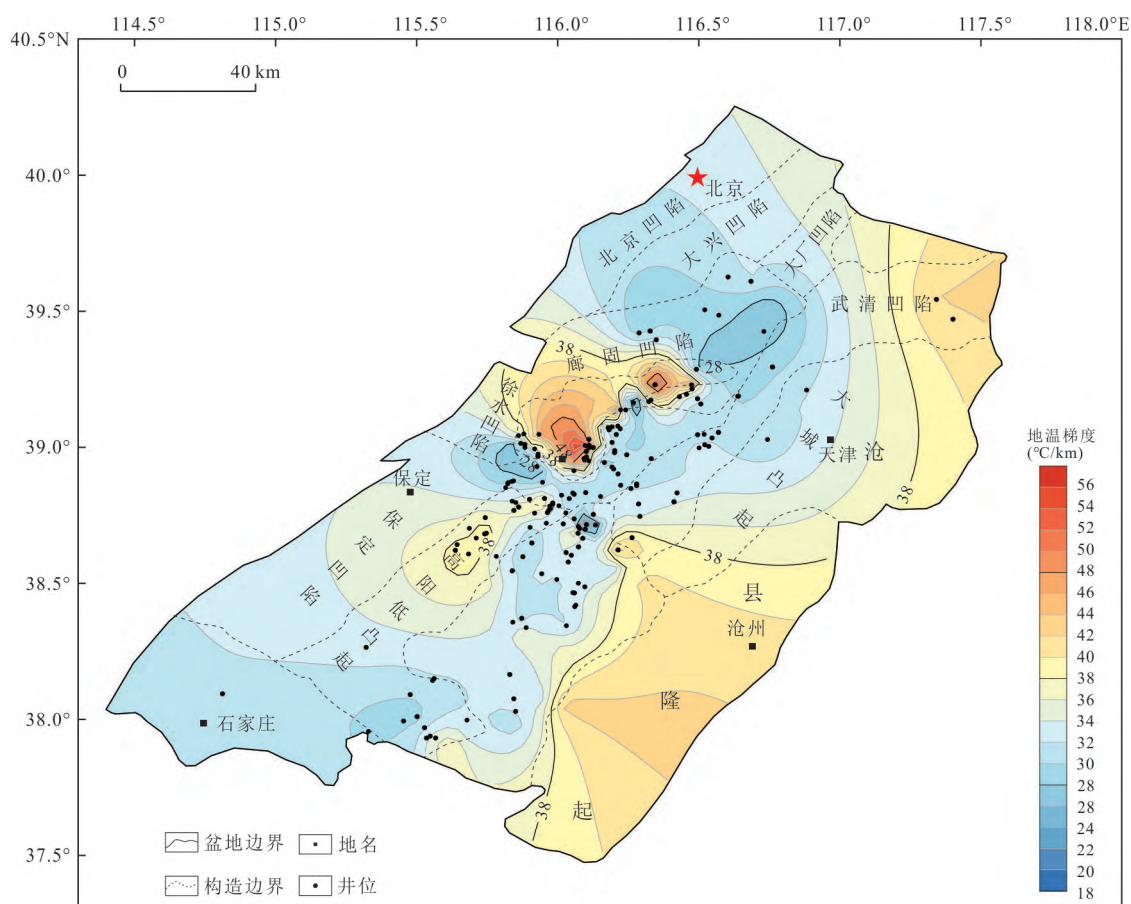 114.5° 115.0° 115.5° 116.0° 116.5° 117.0° 117.5° 118.0°E
40.5°N
40.0°
39.5°
39.0°
38.5°
38.0°
37.5°
0 40 km
北京
北京凹陷
大兴凹陷
大厂凹陷
武清凹陷
廊固凹陷
徐水凹陷
大城凸起
天津
沧县隆起
保定
保定凹陷
高阳低凸起
沧州
石家庄
38
28
48
38
28
38
38
38
38
地温梯度
(℃/km)
56
54
52
50
48
46
44
42
40
38
36
34
32
30
28
24
22
20
18
盆地边界
地名
构造边界
井位